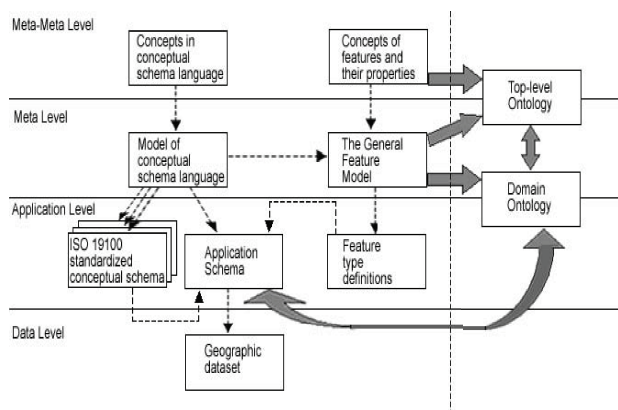 Meta-Meta Level
Concepts in
conceptual
schema language
Concepts of
features and
their properties
Top-level
Ontology
Meta Level
Model of
conceptual
schema language
The General
Feature
Model
Domain
Ontology
Application Level
ISO 19100
standardized
conceptual schema
Application
Schema
Feature
type
definitions
Data Level
Geographic
dataset